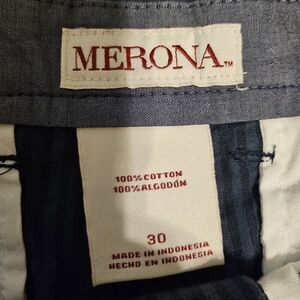 MERONA™
100% COTTON
100% ALGODÓN
30
MADE IN INDONESIA
HECHO EN INDONESIA